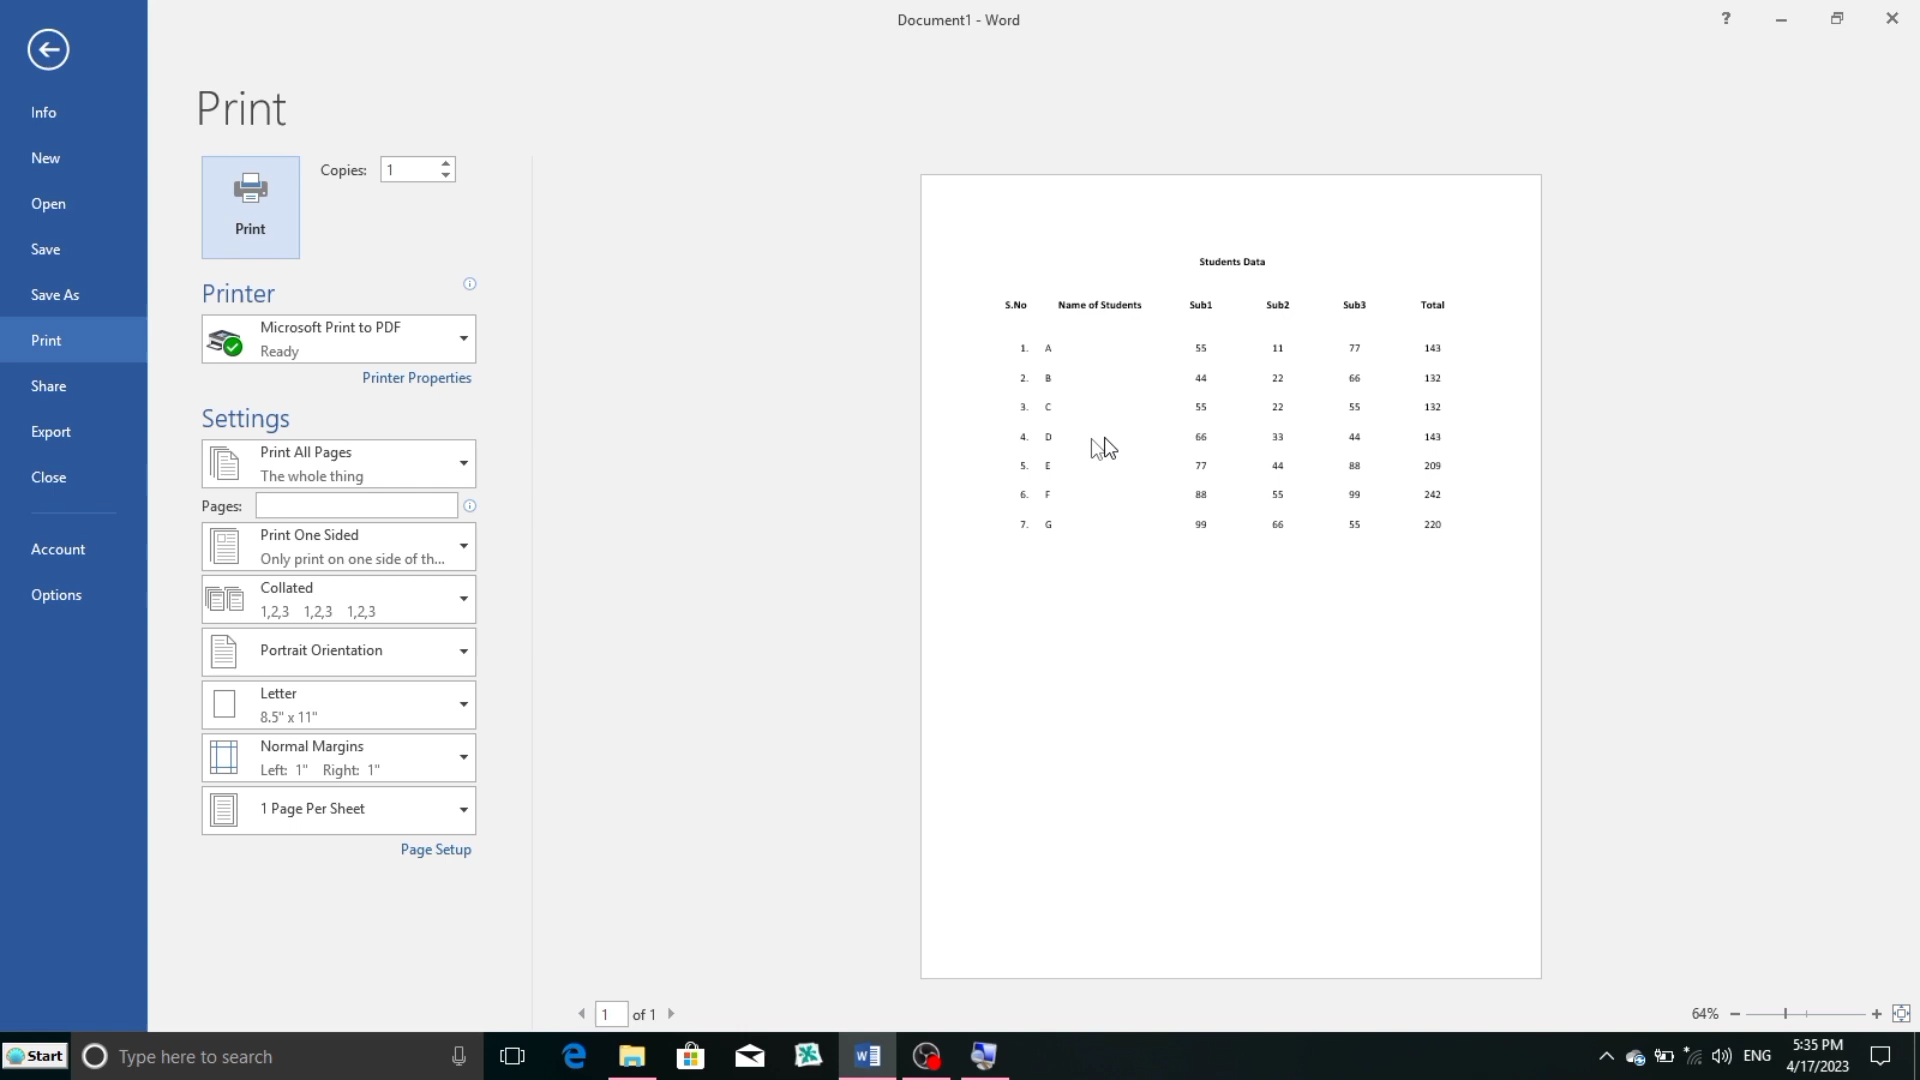 Document1 - Word
?
Info
New
Open
Save
Save As
Print
Share
Export
Close
Account
Options
Print
Print
Copies: 1
Printer
Microsoft Print to PDF
Ready
Printer Properties
Settings
Print All Pages
The whole thing
Pages:
Print One Sided
Only print on one side of th...
Collated
1,2,3 1,2,3 1,2,3
Portrait Orientation
Letter
8.5" x 11"
Normal Margins
Left: 1" Right: 1"
1 Page Per Sheet
Page Setup
Students Data
S.No Name of Students Sub1 Sub2 Sub3 Total
1. A 55 11 77 143
2. B 44 22 66 132
3. C 55 22 55 132
4. D 66 33 44 143
5. E 77 44 88 209
6. F 88 55 99 242
7. G 99 66 55 220
1 of 1
64%
Start
Type here to search
ENG
5:35 PM
4/17/2023